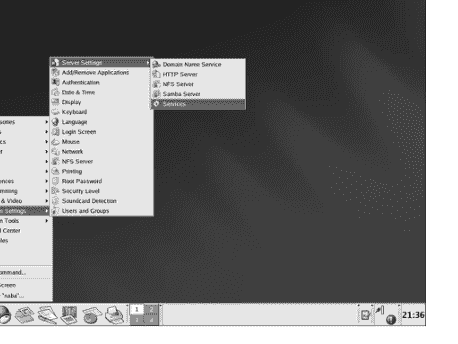 Server Settings
Add/Remove Applications
Authentication
Date & Time
Display
Keyboard
Language
Login Screen
Mouse
Network
NFS Server
Printing
Root Password
Security Level
Soundcard Detection
Users and Groups
Domain Name Service
HTTP Server
NFS Server
Samba Server
Services
& Video
Settings
Tools
Center
1
21:36